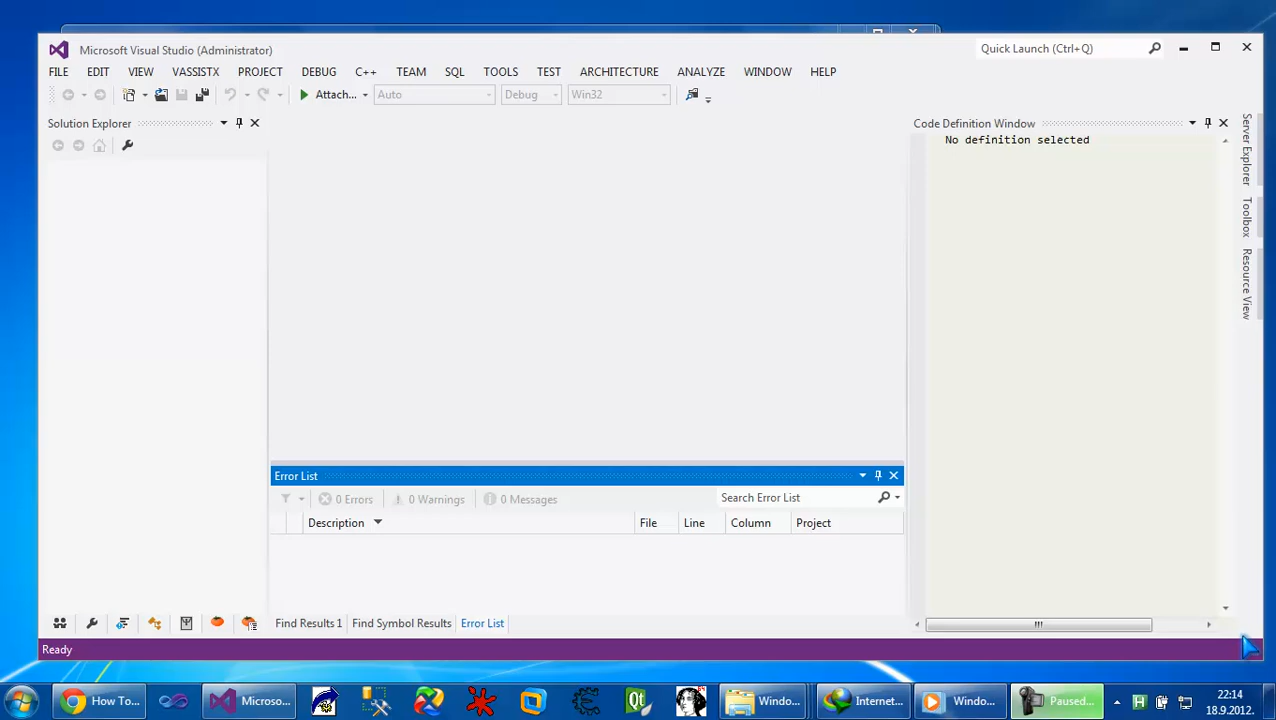 Microsoft Visual Studio (Administrator)
Quick Launch (Ctrl+Q)
FILE EDIT VIEW VASSISTX PROJECT DEBUG C++ TEAM SQL TOOLS TEST ARCHITECTURE ANALYZE WINDOW HELP
Attach... Auto Debug Win32
Solution Explorer
Code Definition Window
No definition selected
Server Explorer
Toolbox
Resource View
Error List
0 Errors 0 Warnings 0 Messages Search Error List
Description File Line Column Project
Find Results 1 Find Symbol Results Error List
Ready
How To... Microso... Qt Windo... Internet... Windo... Paused... H
22:14
18.9.2012.